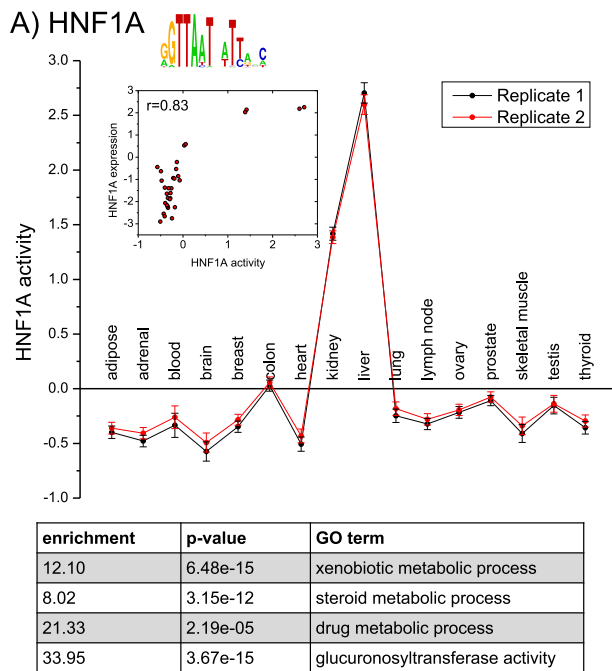 A) HNF1A
3.0
2.5
2.0
1.5
1.0
0.5
0.0
-0.5
-1.0
HNF1A activity
r=0.83
3
2
1
0
-1
-2
-3
HNF1A expression
-1 0 1 2 3
HNF1A activity
Replicate 1
Replicate 2
adipose
adrenal
blood
brain
breast
colon
heart
kidney
liver
lung
lymph node
ovary
prostate
skeletal muscle
testis
thyroid
enrichment p-value GO term
12.10 6.48e-15 xenobiotic metabolic process
8.02 3.15e-12 steroid metabolic process
21.33 2.19e-05 drug metabolic process
33.95 3.67e-15 glucuronosyltransferase activity